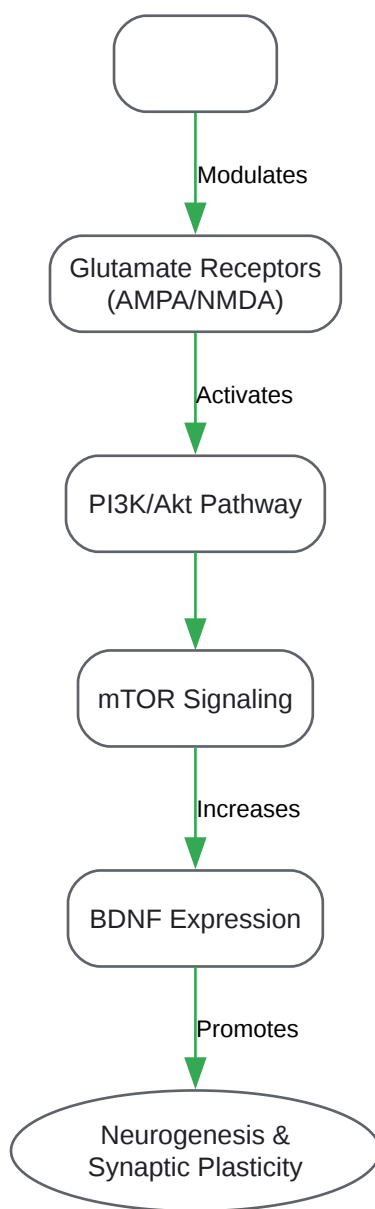 Modulates
Glutamate Receptors
(AMPA/NMDA)
Activates
PI3K/Akt Pathway
mTOR Signaling
Increases
BDNF Expression
Promotes
Neurogenesis &
Synaptic Plasticity